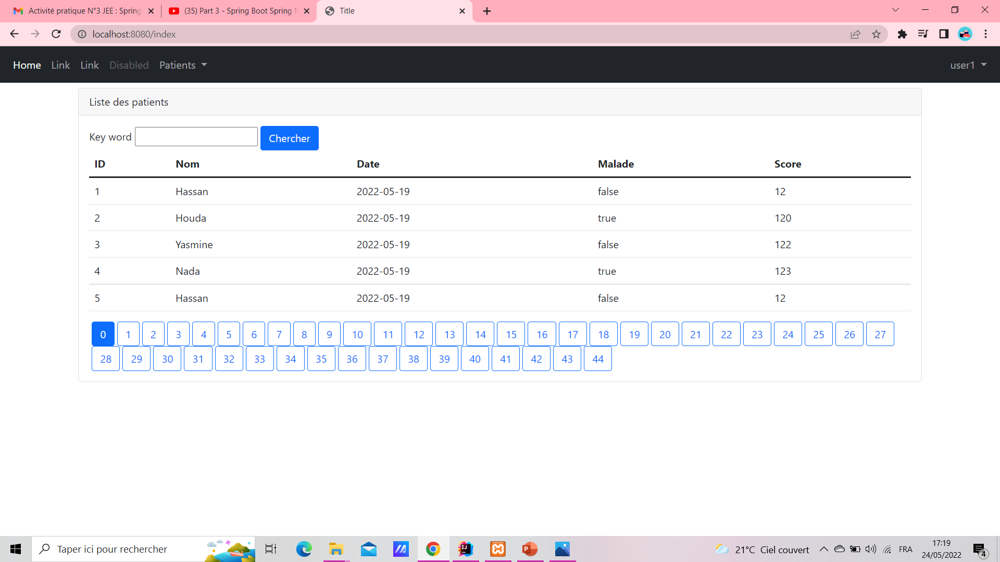 Activité pratique N°3 JEE : Spring
(35) Part 3 - Spring Boot Spring
Title
localhost:8080/index
Home Link Link Disabled Patients user1
Liste des patients
Key word Chercher
ID Nom Date Malade Score
1 Hassan 2022-05-19 false 12
2 Houda 2022-05-19 true 120
3 Yasmine 2022-05-19 false 122
4 Nada 2022-05-19 true 123
5 Hassan 2022-05-19 false 12
0 1 2 3 4 5 6 7 8 9 10 11 12 13 14 15 16 17 18 19 20 21 22 23 24 25 26 27
28 29 30 31 32 33 34 35 36 37 38 39 40 41 42 43 44
Taper ici pour rechercher
21°C Ciel couvert
FRA
17:19
24/05/2022
4